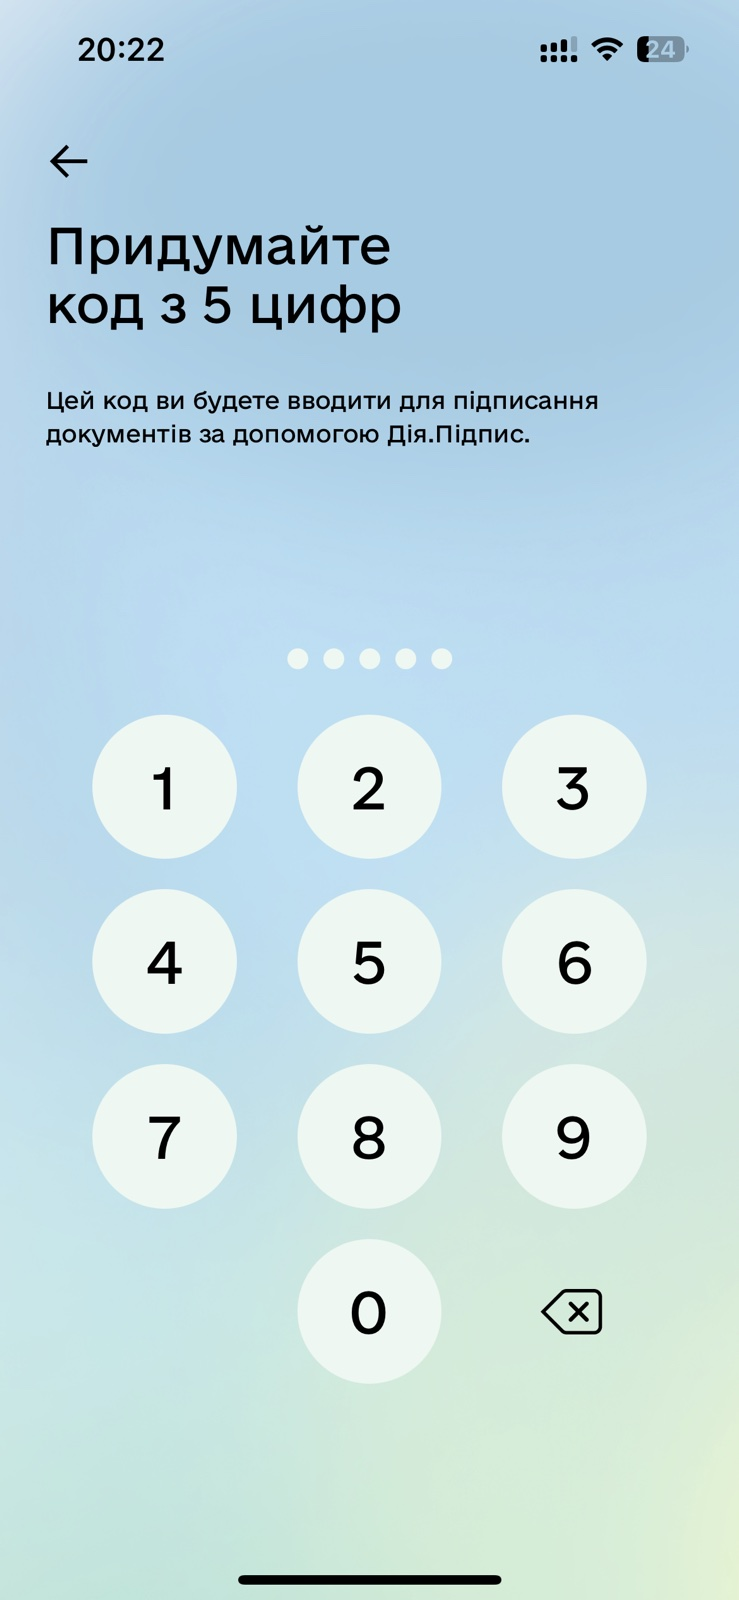 20:22
24
Придумайте
код з 5 цифр
Цей код ви будете вводити для підписання
документів за допомогою Дія.Підпис.
1 2 3
4 5 6
7 8 9
0